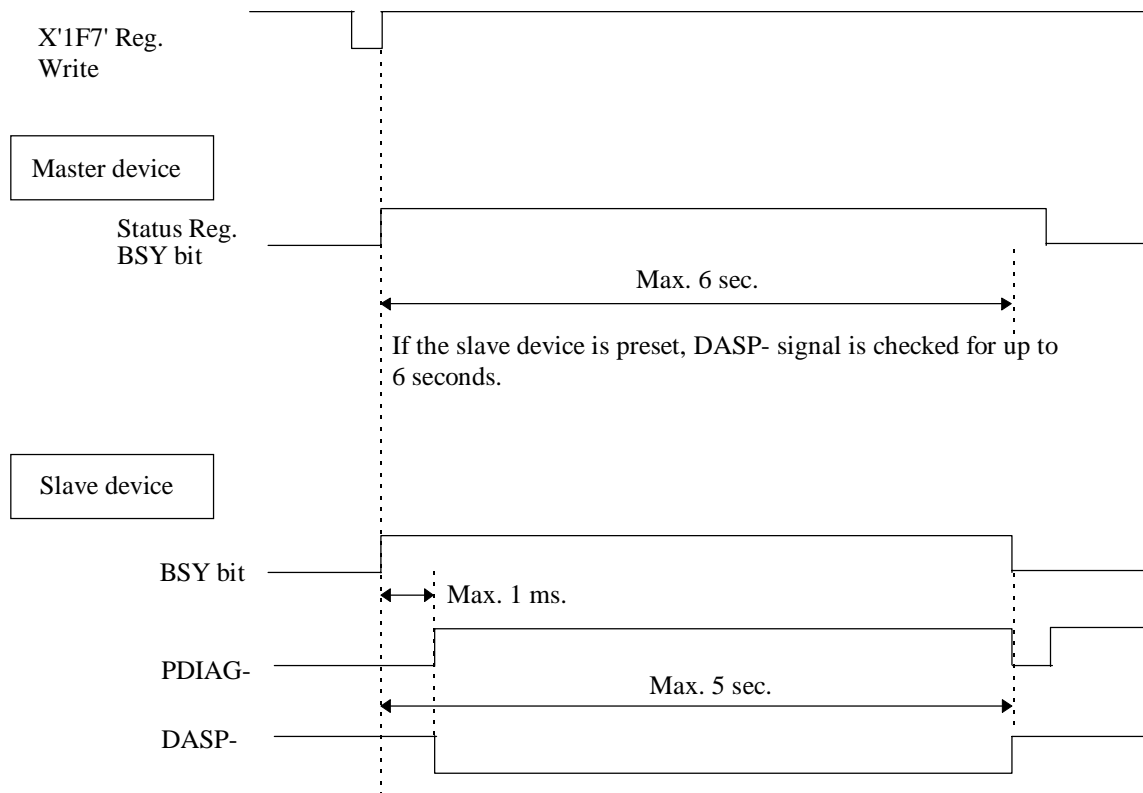 X'1F7' Reg.
Write
Master device
Status Reg.
BSY bit
Max. 6 sec.
If the slave device is preset, DASP- signal is checked for up to
6 seconds.
Slave device
BSY bit
Max. 1 ms.
PDIAG-
Max. 5 sec.
DASP-